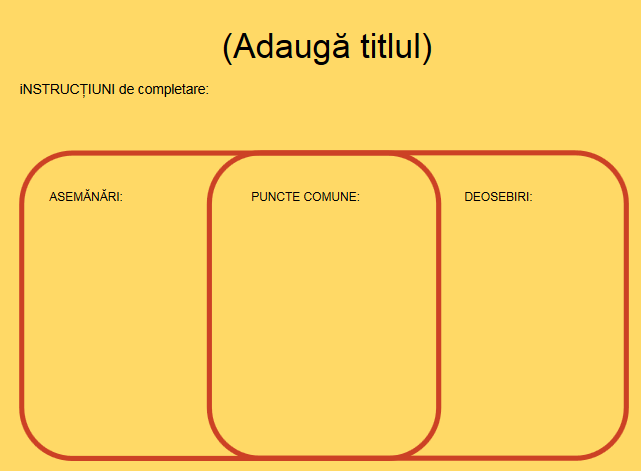 (Adaugă titlul)
iNSTRUCȚIUNI de completare:
ASEMĂNĂRI:
PUNCTE COMUNE:
DEOSEBIRI: